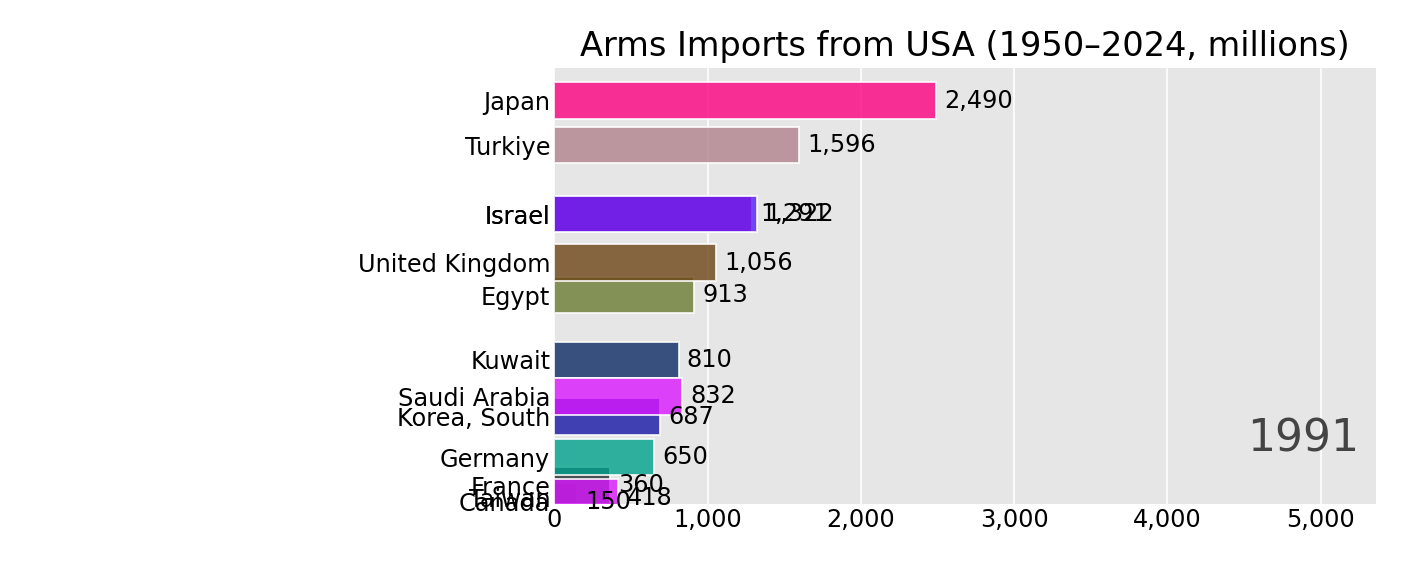 Arms Imports from USA (1950–2024, millions)
Japan 2,490
Turkiye 1,596
Israel
United Kingdom 1,056
Egypt 913
Kuwait 810
Saudi Arabia 832
Korea, South 687
Germany 650
France 360
Taiwan 418
Canada 150
1991
0 1,000 2,000 3,000 4,000 5,000